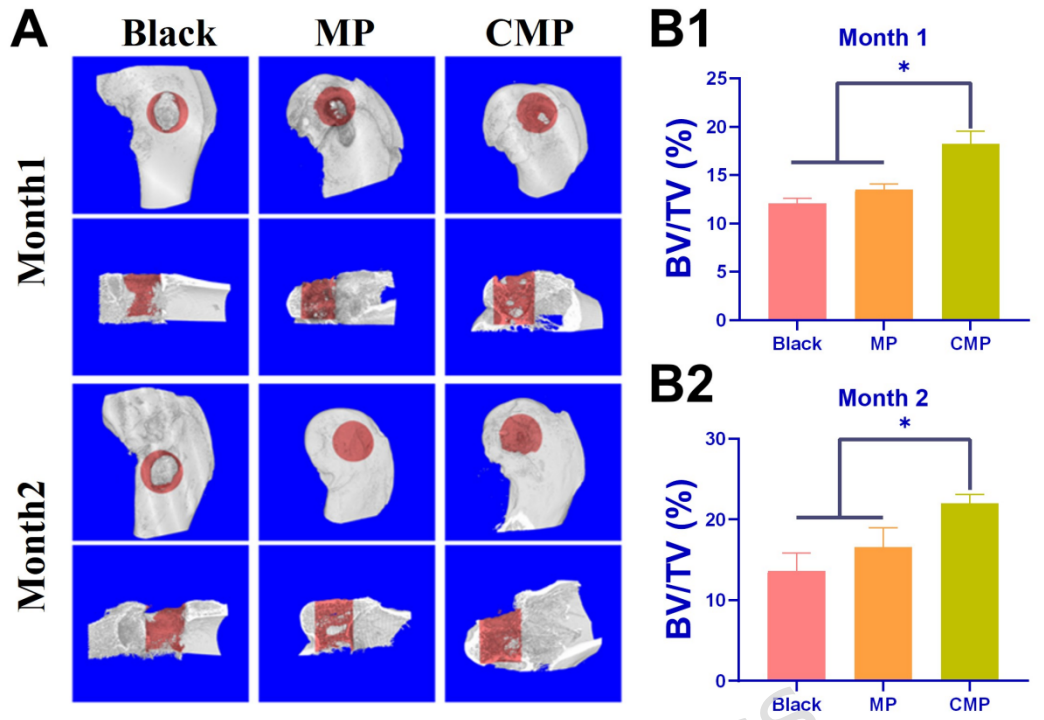 A
Black MP CMP
Month1
Month2
B1
Month 1
*
BV/TV (%)
25
20
15
10
5
0
Black MP CMP
B2
Month 2
*
BV/TV (%)
30
20
10
0
Black MP CMP